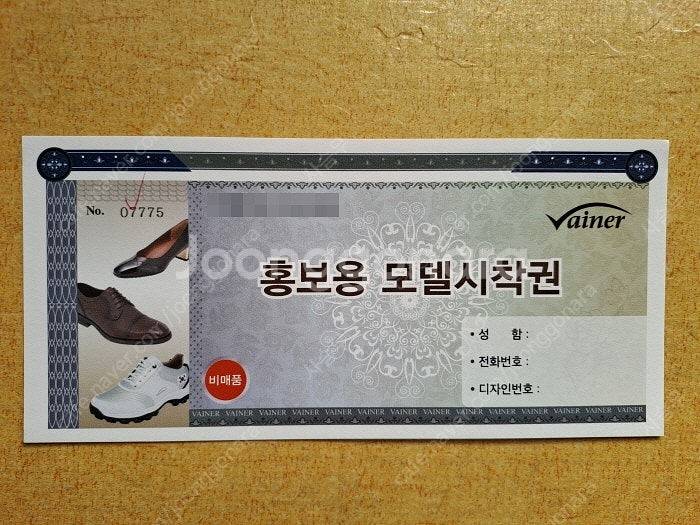 No. 07775
Vainer
홍보용 모델시착권
• 성 함 :
• 전화번호 :
• 디자인번호 :
비매품
VAINER VAINER VAINER VAINER VAINER VAINER VAINER VAINER VAINER VAINER VAINER VAINER VAINER
Joonggonara